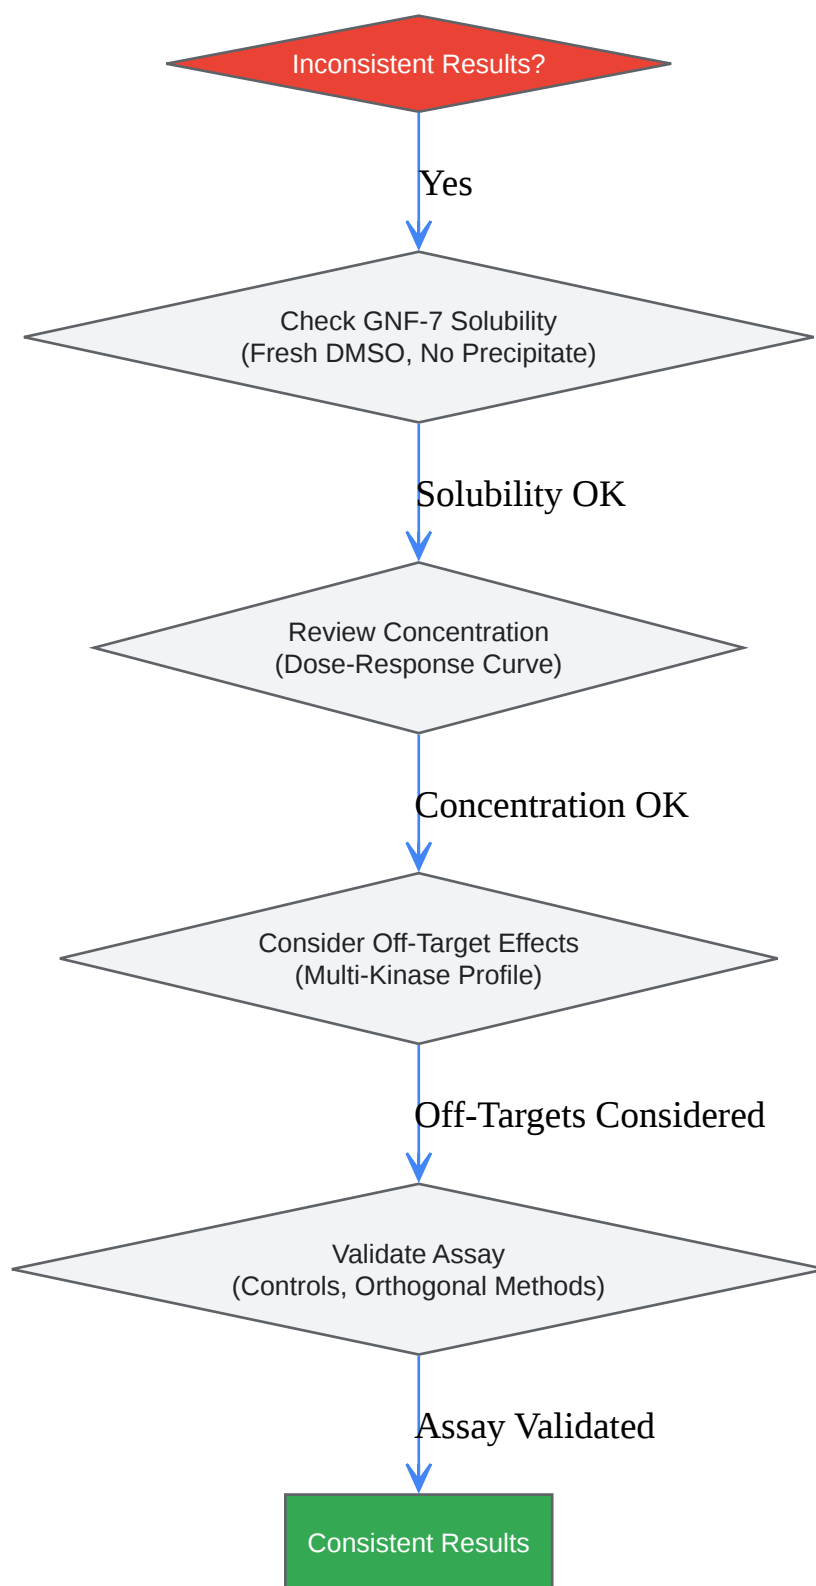 Inconsistent Results?
Yes
Check GNF-7 Solubility
(Fresh DMSO, No Precipitate)
Solubility OK
Review Concentration
(Dose-Response Curve)
Concentration OK
Consider Off-Target Effects
(Multi-Kinase Profile)
Off-Targets Considered
Validate Assay
(Controls, Orthogonal Methods)
Assay Validated
Consistent Results